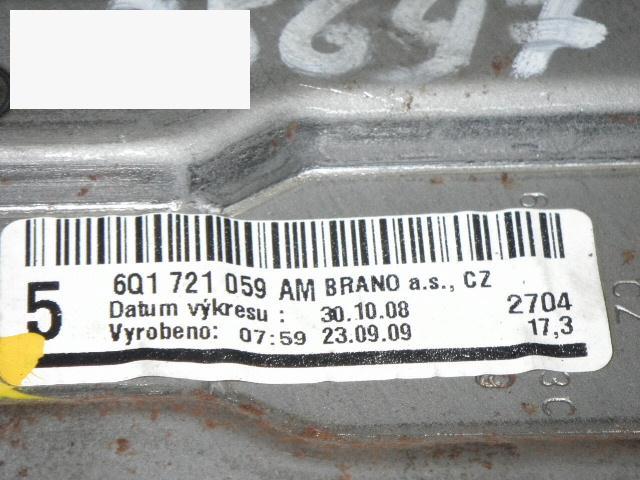 5
6Q1 721 059 AM BRANO a.s., CZ
Datum výkresu : 30.10.08 2704
Vyrobeno: 07:59 23.09.09 17,3